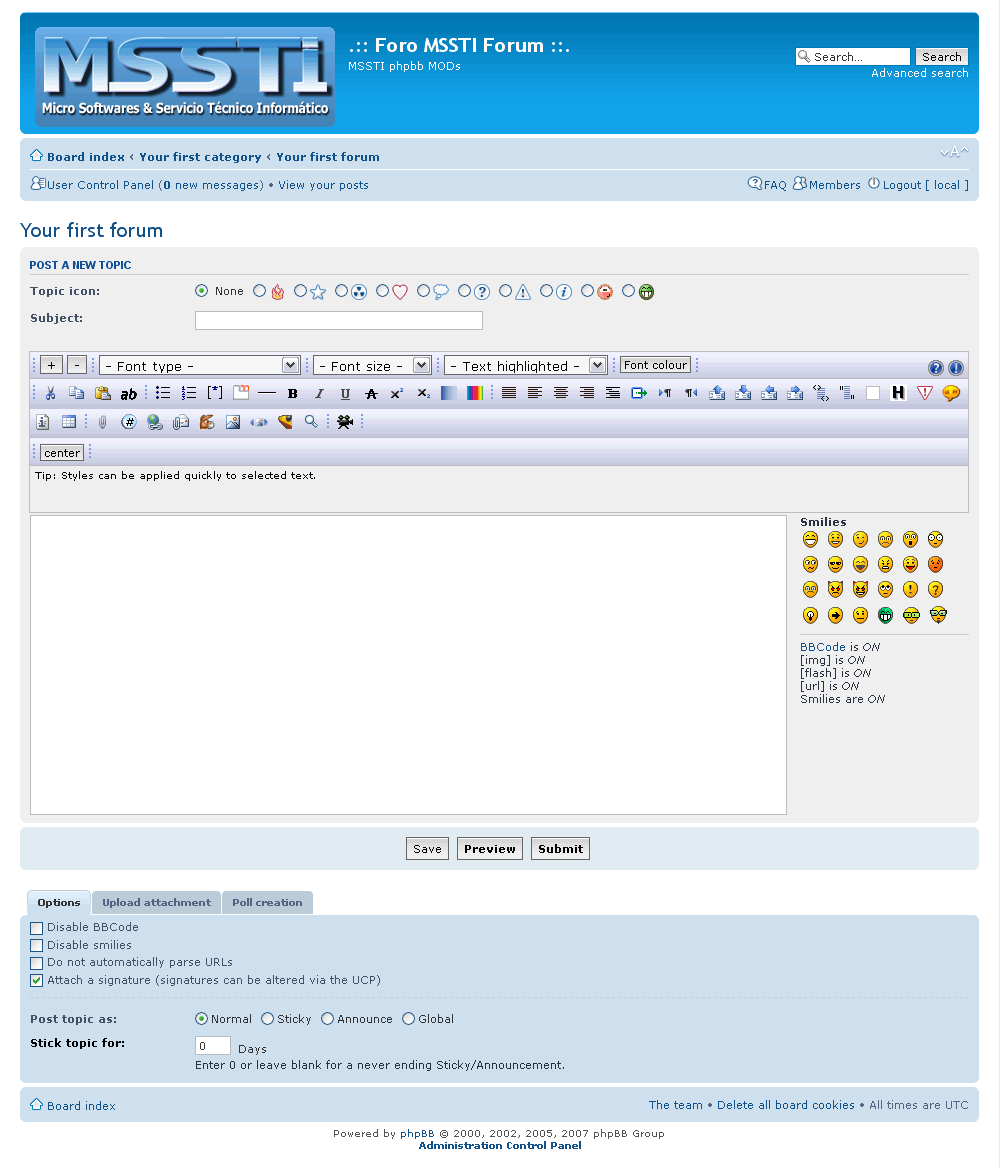 MSSTi
Micro Softwares & Servicio Técnico Informático
.:: Foro MSSTI Forum ::.
MSSTI phpbb MODs
Search... Search
Advanced search
Board index ‹ Your first category ‹ Your first forum
A
User Control Panel (0 new messages) • View your posts
FAQ Members Logout [ local ]
Your first forum
POST A NEW TOPIC
Topic icon: None
Subject:
+ - - Font type - - Font size - - Text highlighted - Font colour
ab [*] B I U A x² x₂ H
center
Tip: Styles can be applied quickly to selected text.
Smilies
BBCode is ON
[img] is ON
[flash] is ON
[url] is ON
Smilies are ON
Save Preview Submit
Options Upload attachment Poll creation
Disable BBCode
Disable smilies
Do not automatically parse URLs
Attach a signature (signatures can be altered via the UCP)
Post topic as: Normal Sticky Announce Global
Stick topic for: 0 Days
Enter 0 or leave blank for a never ending Sticky/Announcement.
Board index
The team • Delete all board cookies • All times are UTC
Powered by phpBB © 2000, 2002, 2005, 2007 phpBB Group
Administration Control Panel